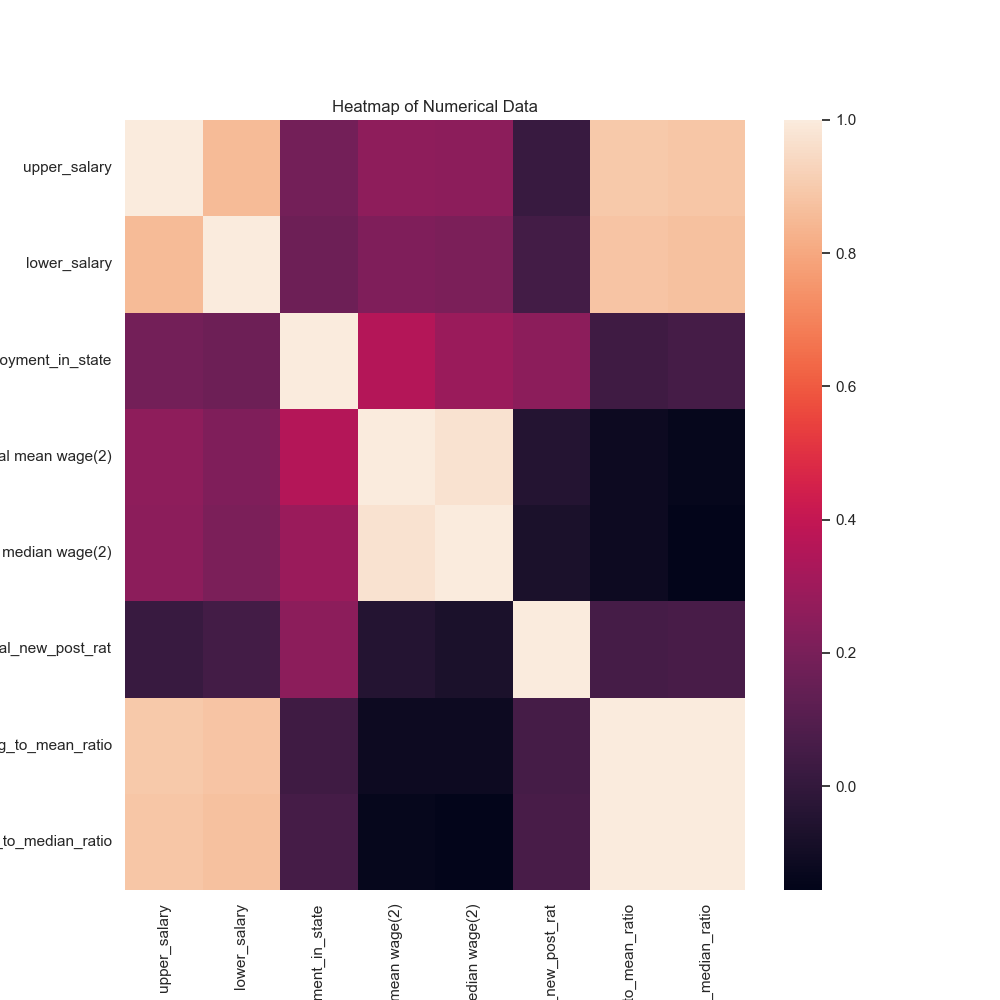 Heatmap of Numerical Data
upper_salary
lower_salary
oyment_in_state
al mean wage(2)
median wage(2)
al_new_post_rat
g_to_mean_ratio
_to_median_ratio
1.0
0.8
0.6
0.4
0.2
0.0
upper_salary
lower_salary
ment_in_state
mean wage(2)
edian wage(2)
_new_post_rat
to_mean_ratio
_median_ratio